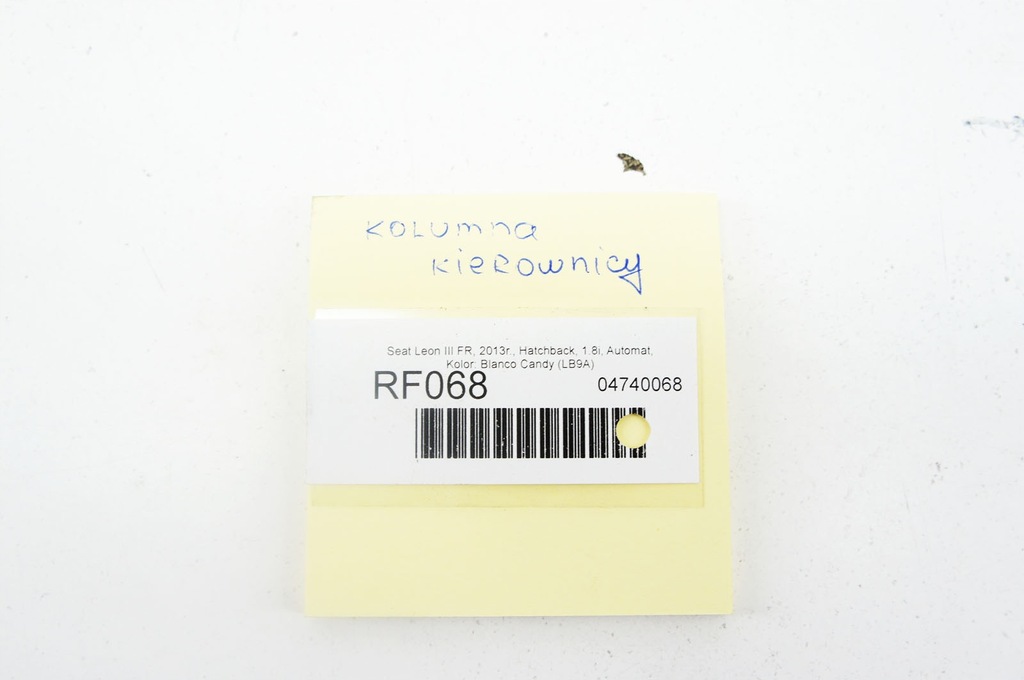 Kolumna
kierownicy
Seat Leon III FR, 2013r., Hatchback, 1.8i, Automat,
Kolor: Blanco Candy (LB9A)
RF068 04740068